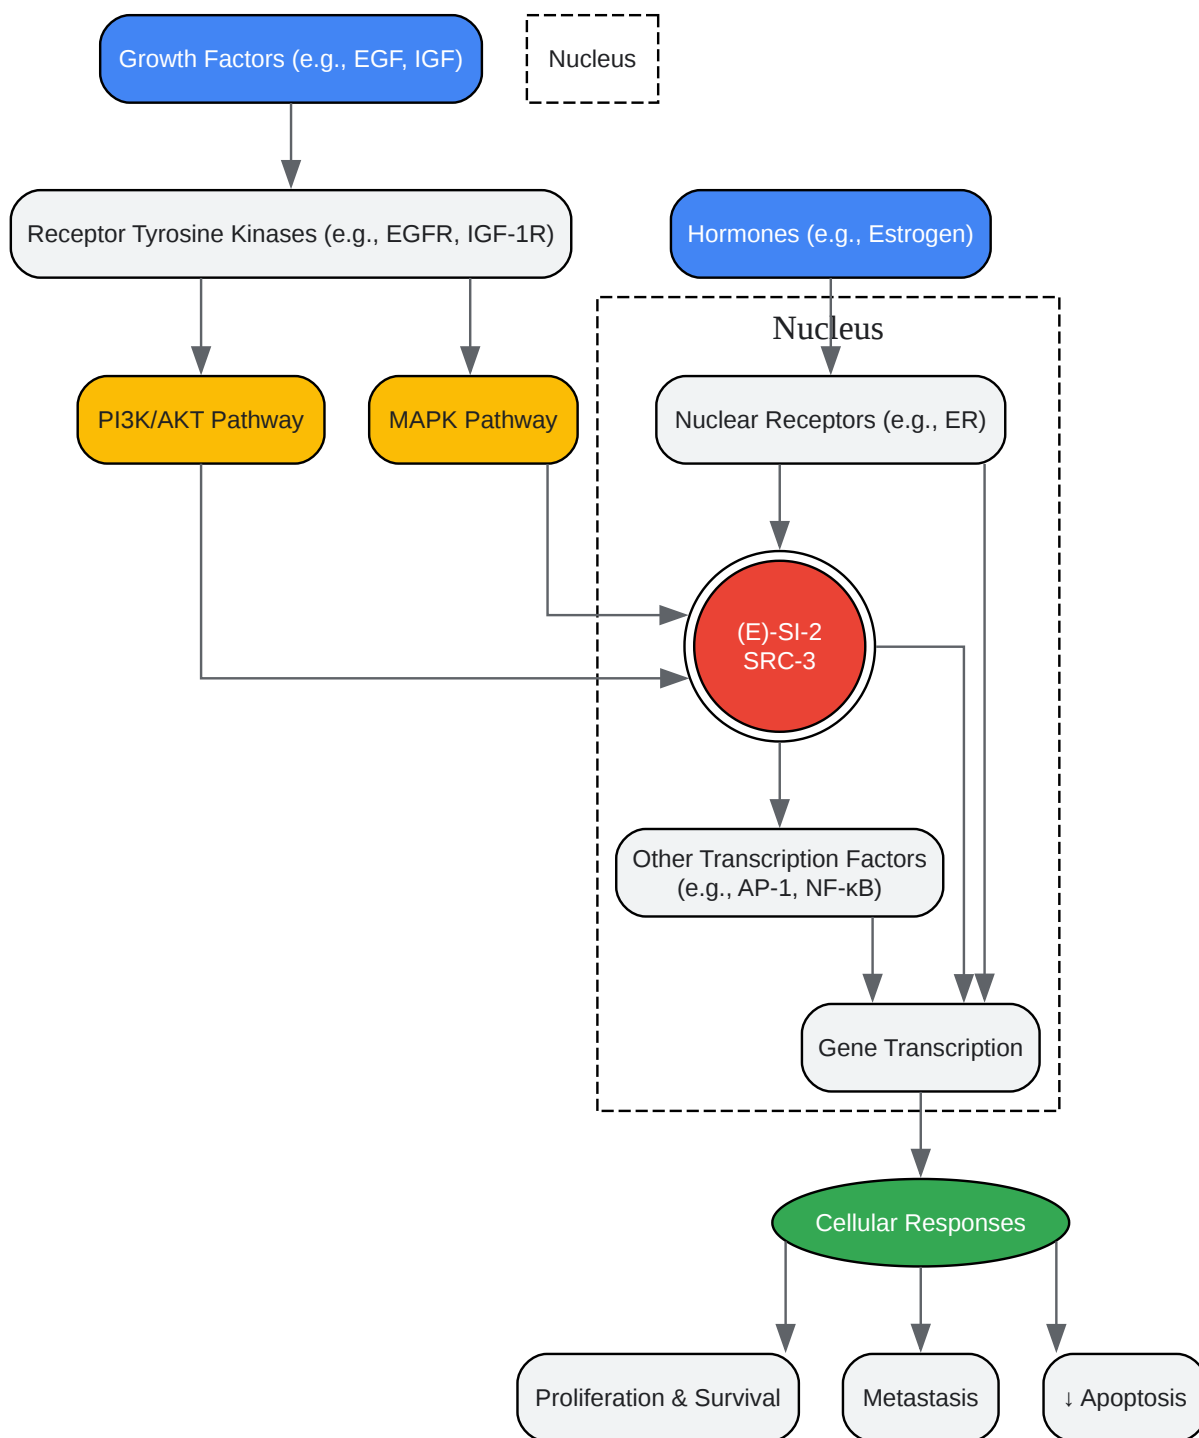 Growth Factors (e.g., EGF, IGF)
Nucleus
Receptor Tyrosine Kinases (e.g., EGFR, IGF-1R)
Hormones (e.g., Estrogen)
Nucleus
PI3K/AKT Pathway
MAPK Pathway
Nuclear Receptors (e.g., ER)
(E)-SI-2
SRC-3
Other Transcription Factors
(e.g., AP-1, NF-κB)
Gene Transcription
Cellular Responses
Proliferation & Survival
Metastasis
↓ Apoptosis